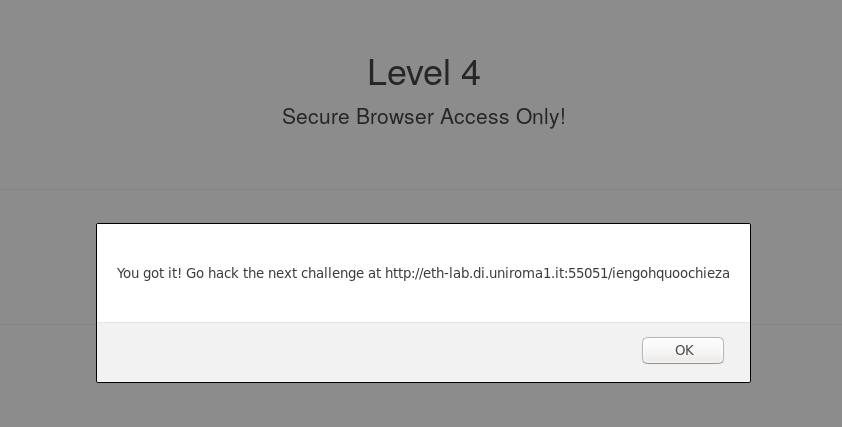 Level 4
Secure Browser Access Only!
You got it! Go hack the next challenge at http://eth-lab.di.uniroma1.it:55051/iengohquoochieza
OK